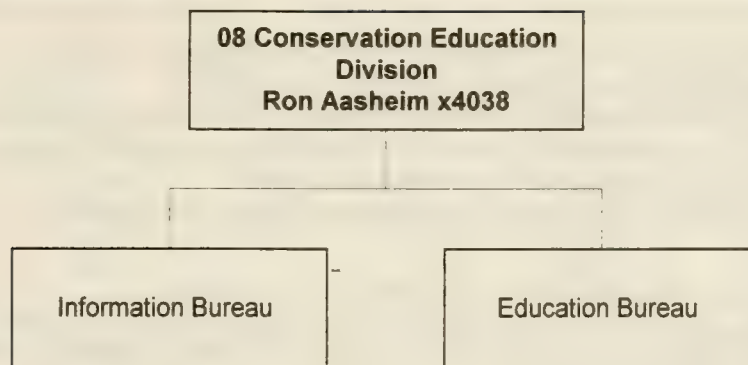 08 Conservation Education
Division
Ron Aasheim x4038
Information Bureau
Education Bureau